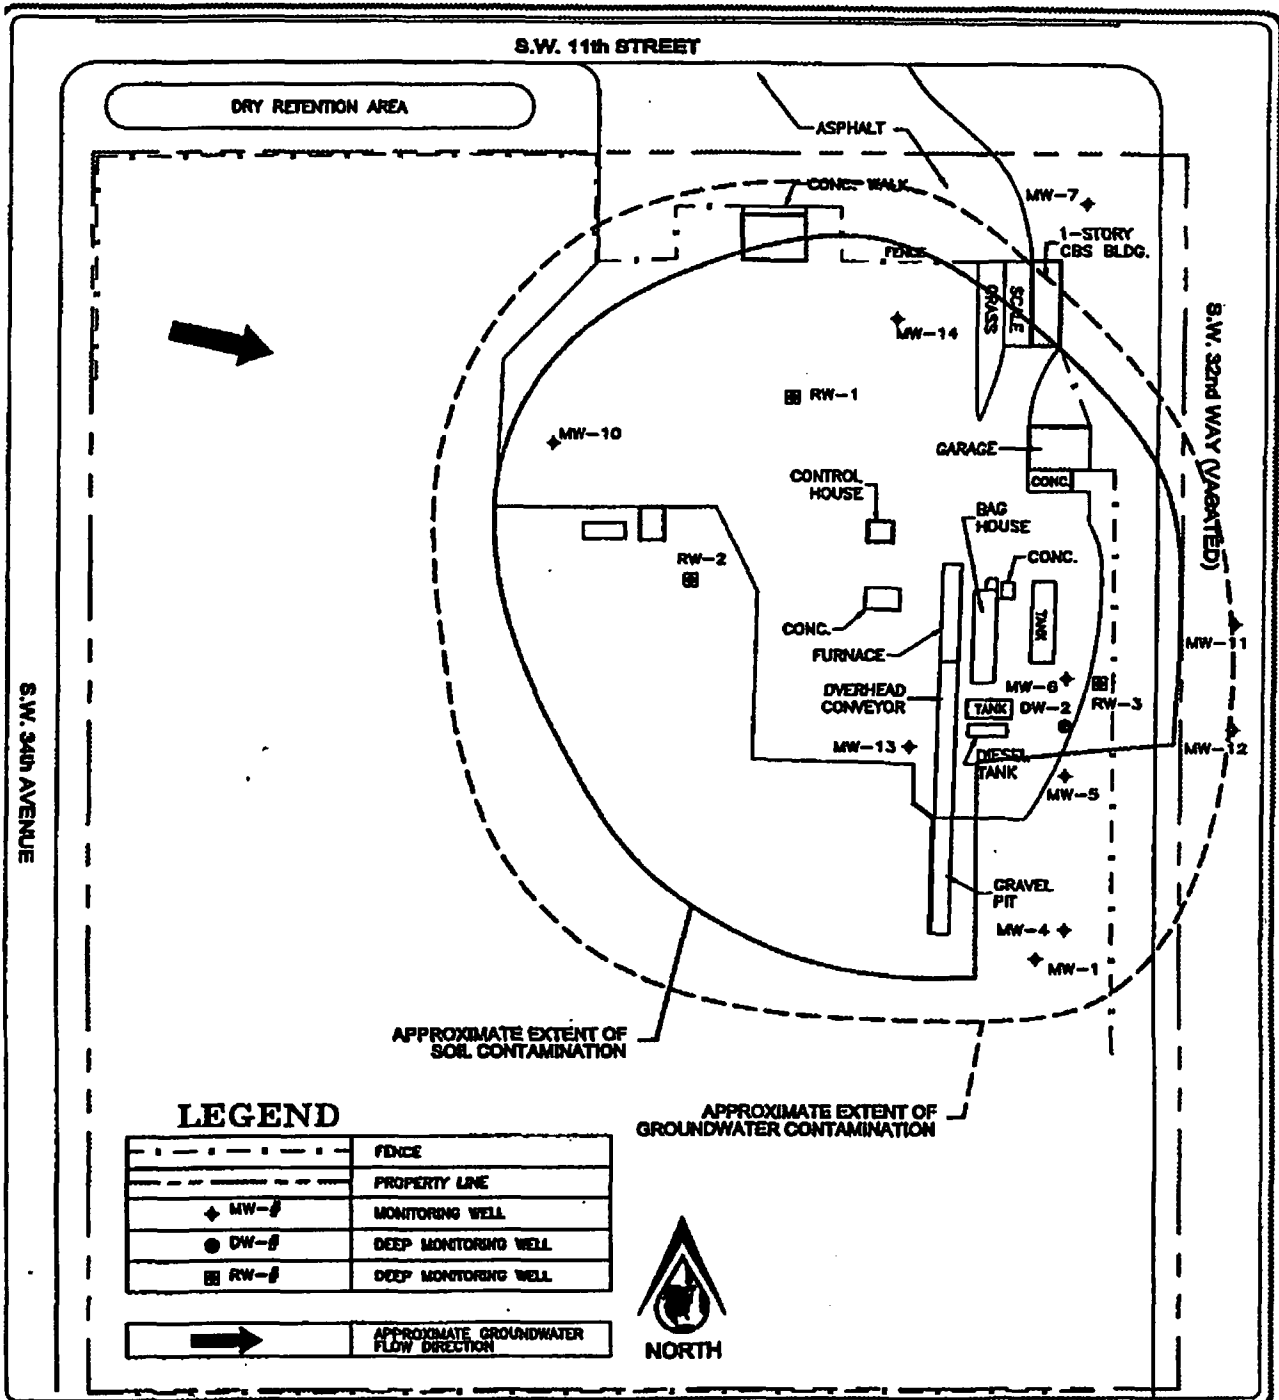 S.W. 11th STREET
DRY RETENTION AREA
ASPHALT
CONC. WALK
MW-7
1-STORY
CBS BLDG.
FENCE
GRASS
SCALE
MW-14
S.W. 32nd WAY (VACATED)
RW-1
MW-10
GARAGE
CONC.
CONTROL
HOUSE
BAG
HOUSE
RW-2
CONC.
CONC.
TANK
FURNACE
MW-11
MW-6
RW-3
OVERHEAD
CONVEYOR
TANK
DW-2
MW-13
MW-12
DIESEL
TANK
MW-5
S.W. 34th AVENUE
GRAVEL
PIT
MW-4
MW-1
APPROXIMATE EXTENT OF
SOIL CONTAMINATION
APPROXIMATE EXTENT OF
GROUNDWATER CONTAMINATION
LEGEND
FENCE
PROPERTY LINE
MW-# MONITORING WELL
DW-# DEEP MONITORING WELL
RW-# DEEP MONITORING WELL
APPROXIMATE GROUNDWATER
FLOW DIRECTION
NORTH